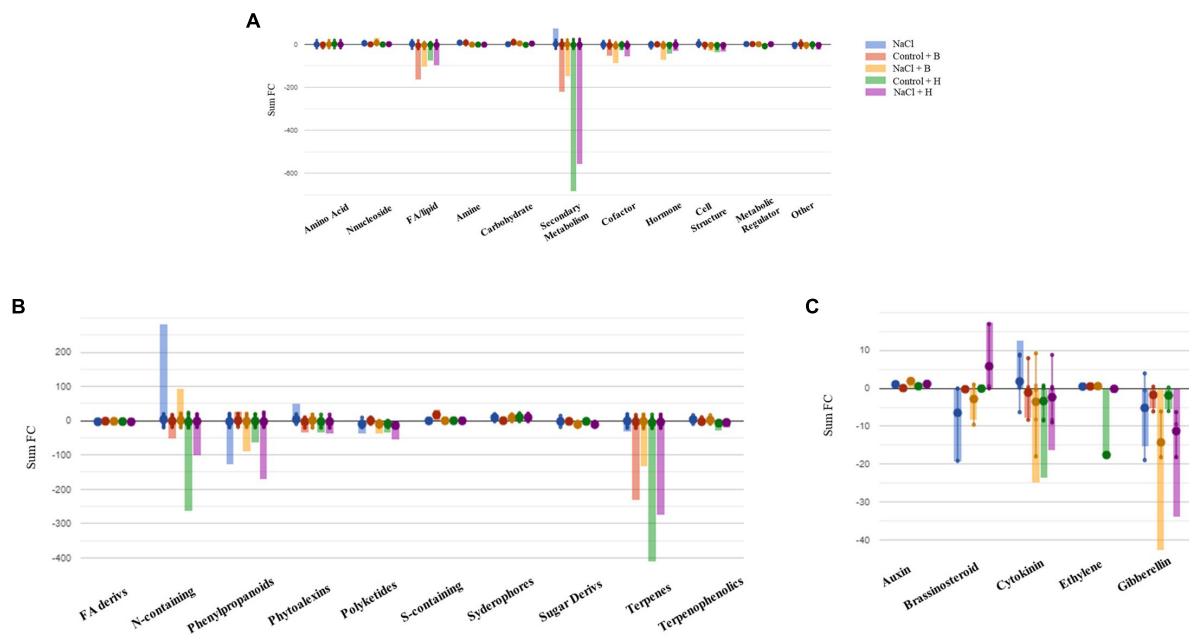 A
0
-200
-400
-600
Sum FC
Amino Acid
Nnucleoside
FA/lipid
Amine
Carbohydrate
Secondary
Metabolism
Cofactor
Hormone
Cell
Structure
Metabolic
Regulator
Other
NaCl
Control + B
NaCl + B
Control + H
NaCl + H
B
200
100
0
-100
-200
-300
-400
Sum FC
FA derivs
N-containing
Phenylpropanoids
Phytoalexins
Polyketides
S-containing
Syderophores
Sugar Derivs
Terpenes
Terpenophenolics
C
10
0
-10
-20
-30
-40
Sum FC
Auxin
Brassinosteroid
Cytokinin
Ethylene
Gibberellin